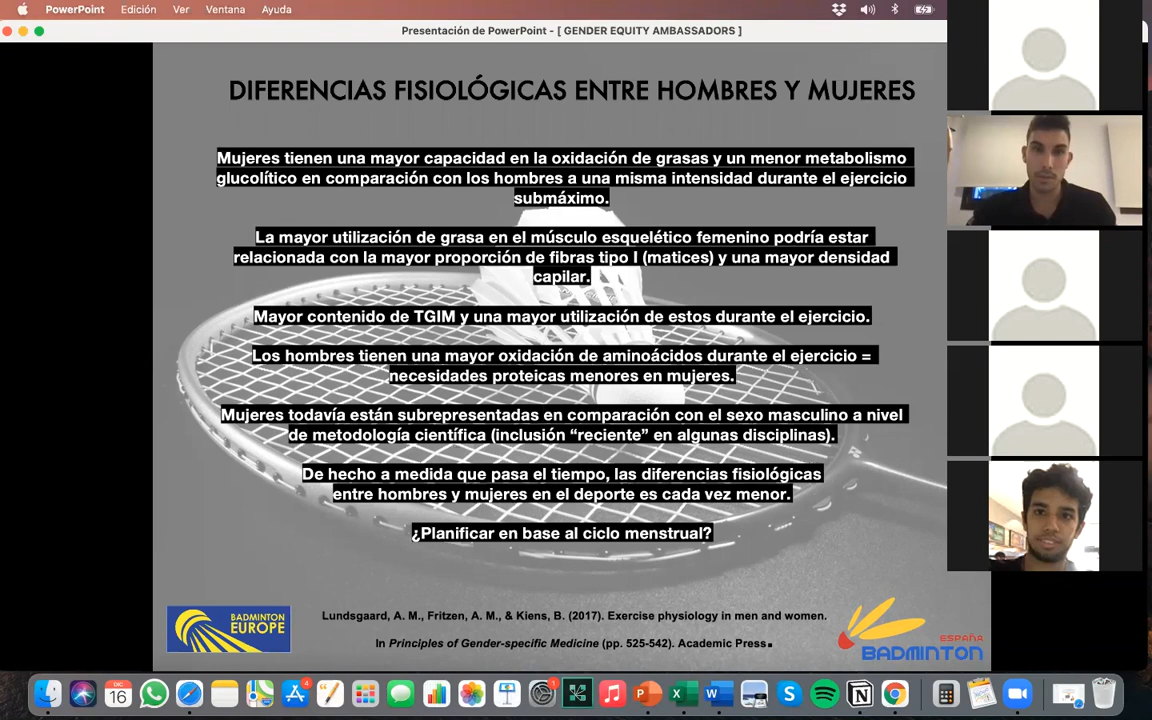 PowerPoint Edición Ver Ventana Ayuda
Presentación de PowerPoint - [ GENDER EQUITY AMBASSADORS ]
DIFERENCIAS FISIOLÓGICAS ENTRE HOMBRES Y MUJERES
Mujeres tienen una mayor capacidad en la oxidación de grasas y un menor metabolismo
glucolítico en comparación con los hombres a una misma intensidad durante el ejercicio
submáximo.
La mayor utilización de grasa en el músculo esquelético femenino podría estar
relacionada con la mayor proporción de fibras tipo I (matices) y una mayor densidad
capilar.
Mayor contenido de TGIM y una mayor utilización de estos durante el ejercicio.
Los hombres tienen una mayor oxidación de aminoácidos durante el ejercicio =
necesidades proteicas menores en mujeres.
Mujeres todavía están subrepresentadas en comparación con el sexo masculino a nivel
de metodología científica (inclusión “reciente” en algunas disciplinas).
De hecho a medida que pasa el tiempo, las diferencias fisiológicas
entre hombres y mujeres en el deporte es cada vez menor.
¿Planificar en base al ciclo menstrual?
BADMINTON
EUROPE
Lundsgaard, A. M., Fritzen, A. M., & Kiens, B. (2017). Exercise physiology in men and women.
In Principles of Gender-specific Medicine (pp. 525-542). Academic Press.
ESPAÑA
BADMINTON
DIC
16
4
1